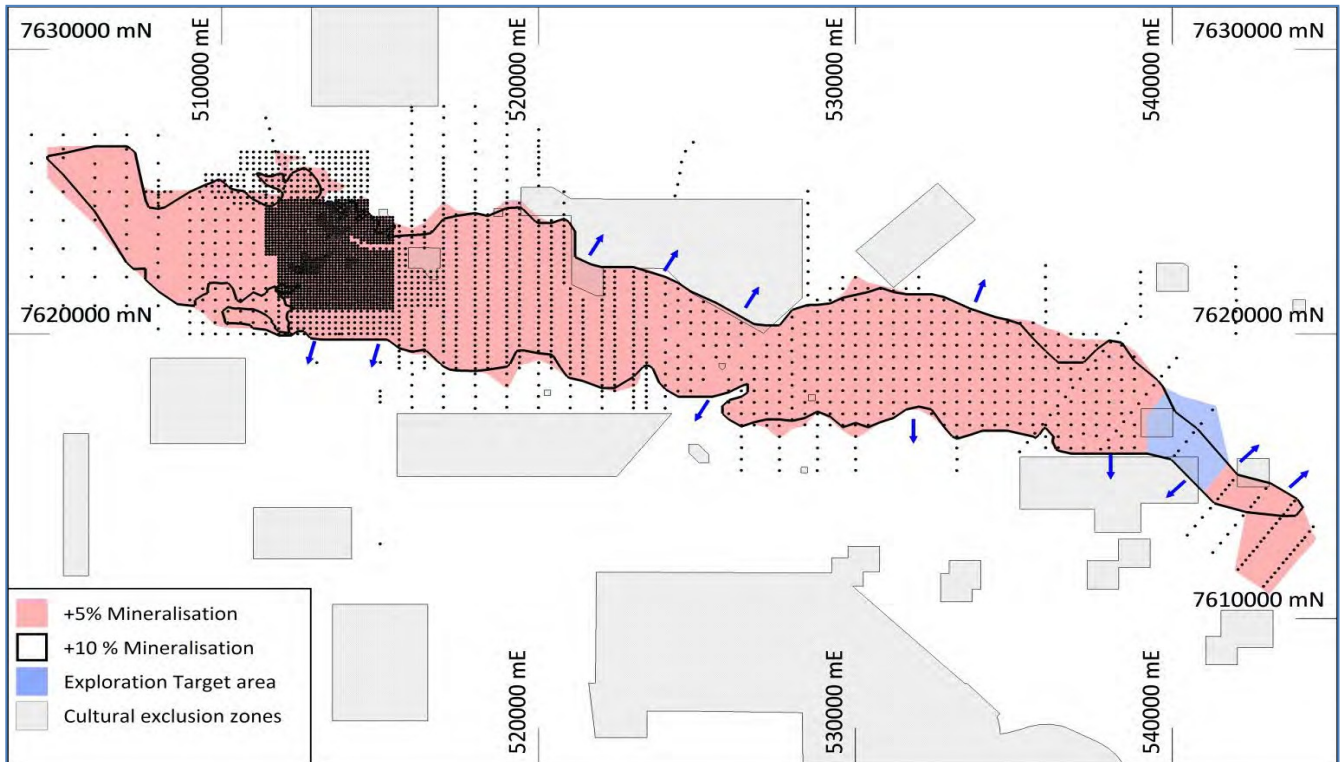 7630000 mN
510000 mE
520000 mE
530000 mE
540000 mE
7630000 mN
7620000 mN
7620000 mN
7610000 mN
+5% Mineralisation
+10 % Mineralisation
Exploration Target area
Cultural exclusion zones
520000 mE
530000 mE
540000 mE